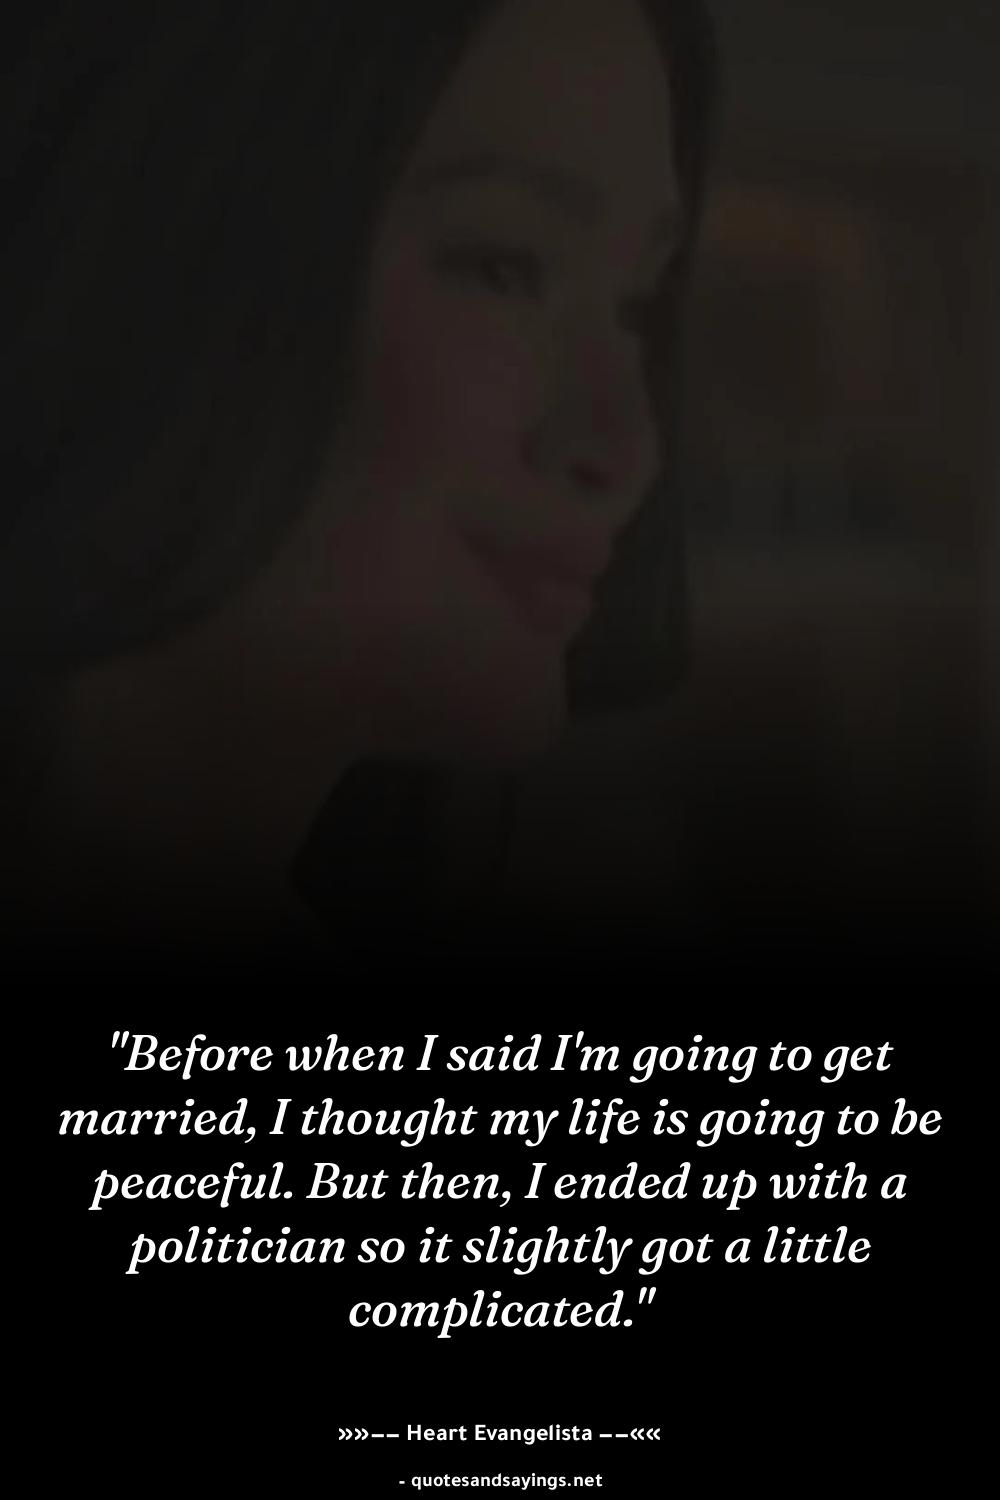 "Before when I said I'm going to get
married, I thought my life is going to be
peaceful. But then, I ended up with a
politician so it slightly got a little
complicated."
»»–– Heart Evangelista ––««
- quotesandsayings.net